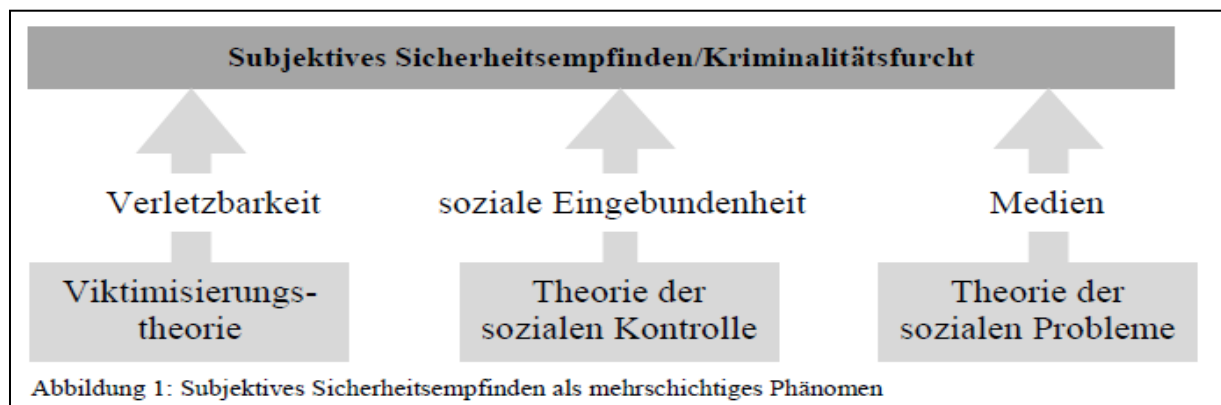 Subjektives Sicherheitsempfinden/Kriminalitätsfurcht
Verletzbarkeit
soziale Eingebundenheit
Medien
Viktimisierungs-
theorie
Theorie der
sozialen Kontrolle
Theorie der
sozialen Probleme
Abbildung 1: Subjektives Sicherheitsempfinden als mehrschichtiges Phänomen